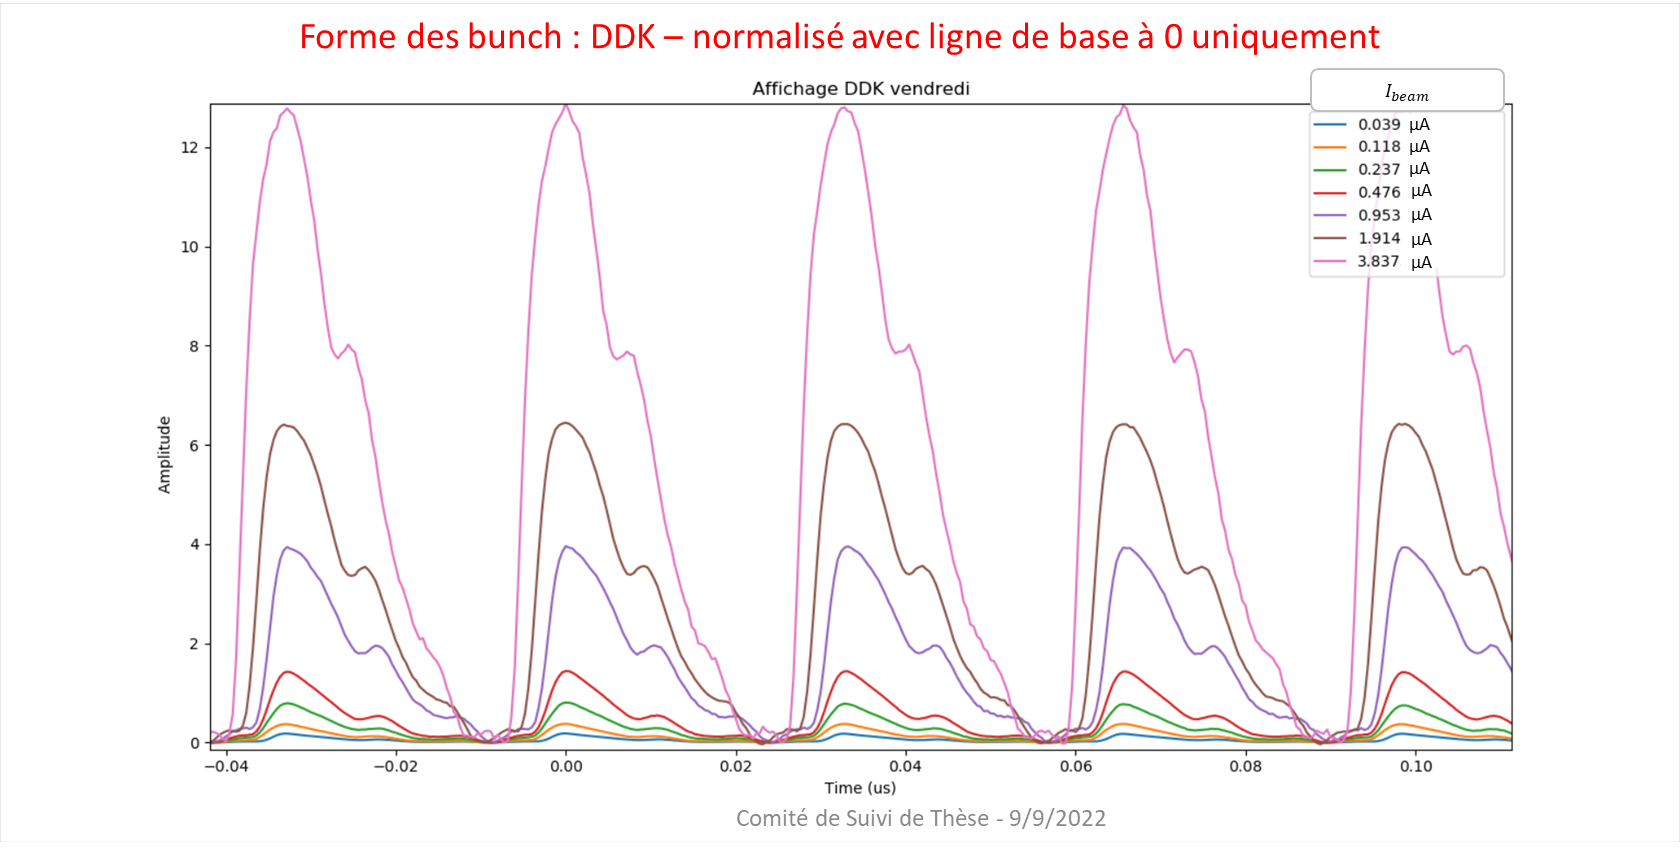 Forme des bunch : DDK – normalisé avec ligne de base à 0 uniquement
Affichage DDK vendredi
I_beam
0.039 µA
0.118 µA
0.237 µA
0.476 µA
0.953 µA
1.914 µA
3.837 µA
12
10
8
6
4
2
0
Amplitude
−0.04 −0.02 0.00 0.02 0.04 0.06 0.08 0.10
Time (us)
Comité de Suivi de Thèse - 9/9/2022